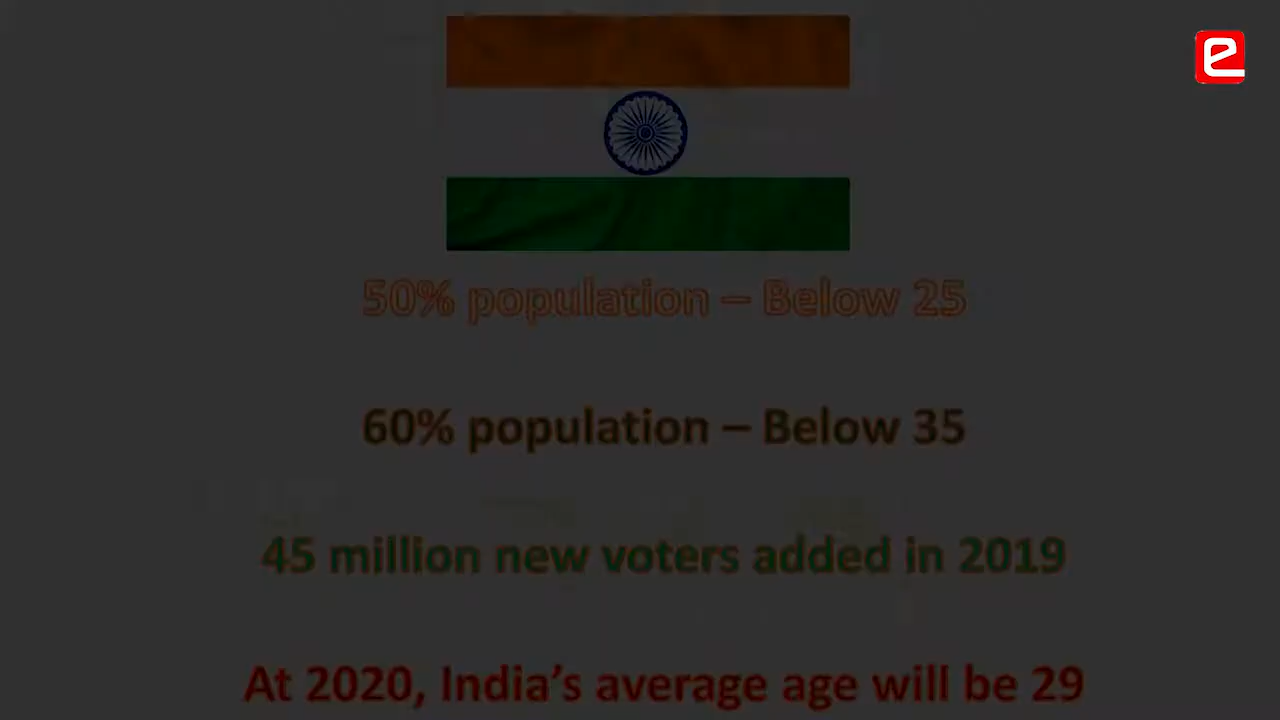 e
50% population – Below 25
60% population – Below 35
45 million new voters added in 2019
At 2020, India’s average age will be 29